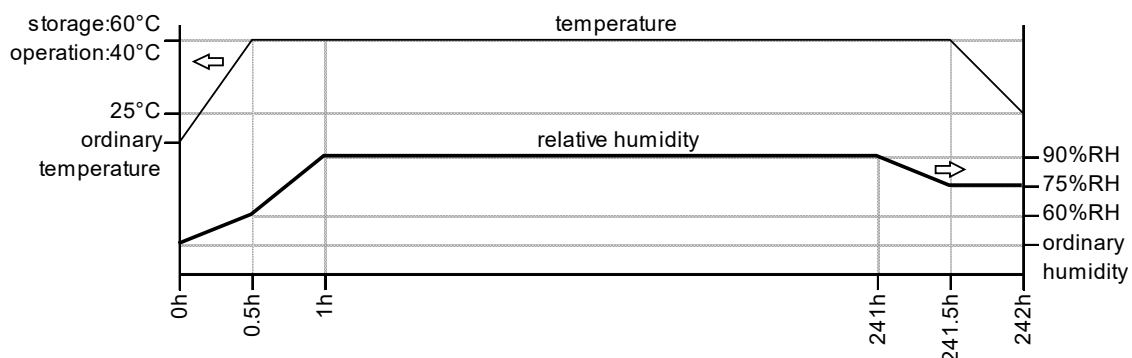 storage:60°C
operation:40°C
temperature
25°C
ordinary
temperature
relative humidity
90%RH
75%RH
60%RH
ordinary
humidity
0h
0.5h
1h
241h
241.5h
242h